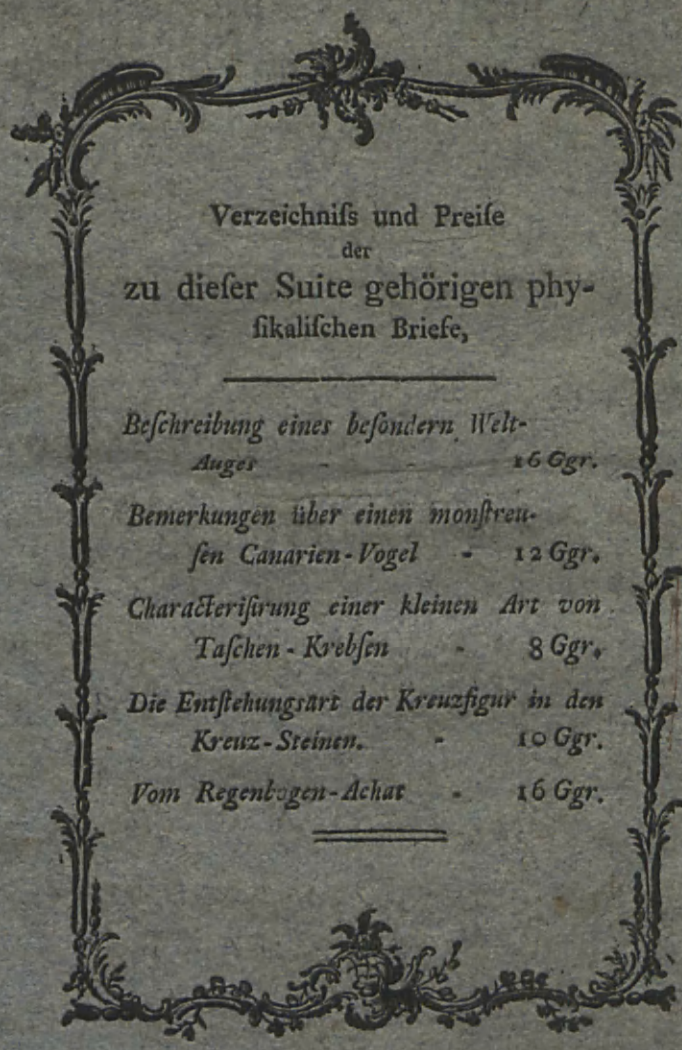 Verzeichniſs und Preiſe
der
zu dieſer Suite gehörigen phy-
ſikaliſchen Briefe,
Beſchreibung eines beſondern Welt-
Auges - - 16 Ggr.
Bemerkungen über einen monſtreu-
ſen Canarien-Vogel - 12 Ggr.
Characteriſirung einer kleinen Art von
Taſchen-Krebſen - 8 Ggr.
Die Entſtehungsart der Kreuzfigur in den
Kreuz-Steinen. - 10 Ggr.
Vom Regenbogen-Achat - 16 Ggr.